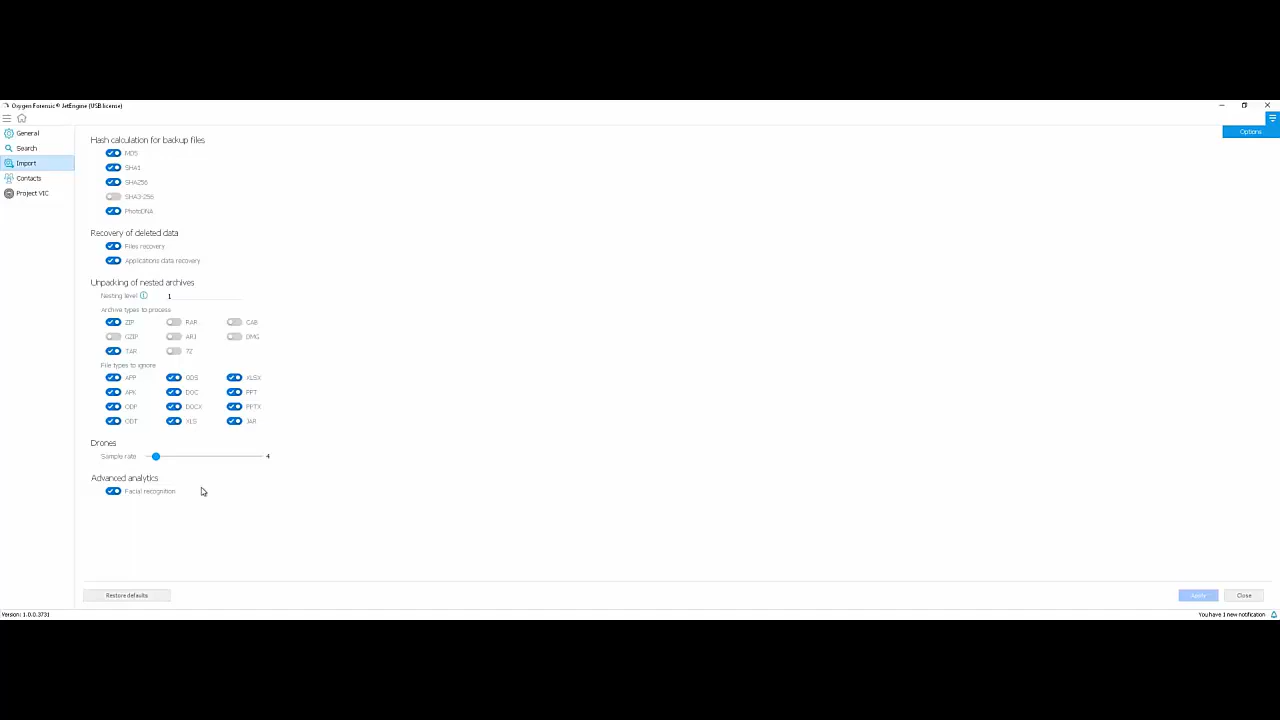 Oxygen Forensic ® JetEngine (USB license)
General
Search
Import
Contacts
Project VIC
Options
Hash calculation for backup files
MD5
SHA1
SHA256
SHA3-256
PhotoDNA
Recovery of deleted data
Files recovery
Applications data recovery
Unpacking of nested archives
Nesting level 1
Archive types to process
ZIP RAR CAB
GZIP ARJ DMG
TAR 7Z
File types to ignore
APP ODS XLSX
APK DOC PPT
ODP DOCX PPTX
ODT XLS JAR
Drones
Sample rate 4
Advanced analytics
Facial recognition
Restore defaults Apply Close
Version: 1.0.0.3731 You have 1 new notification